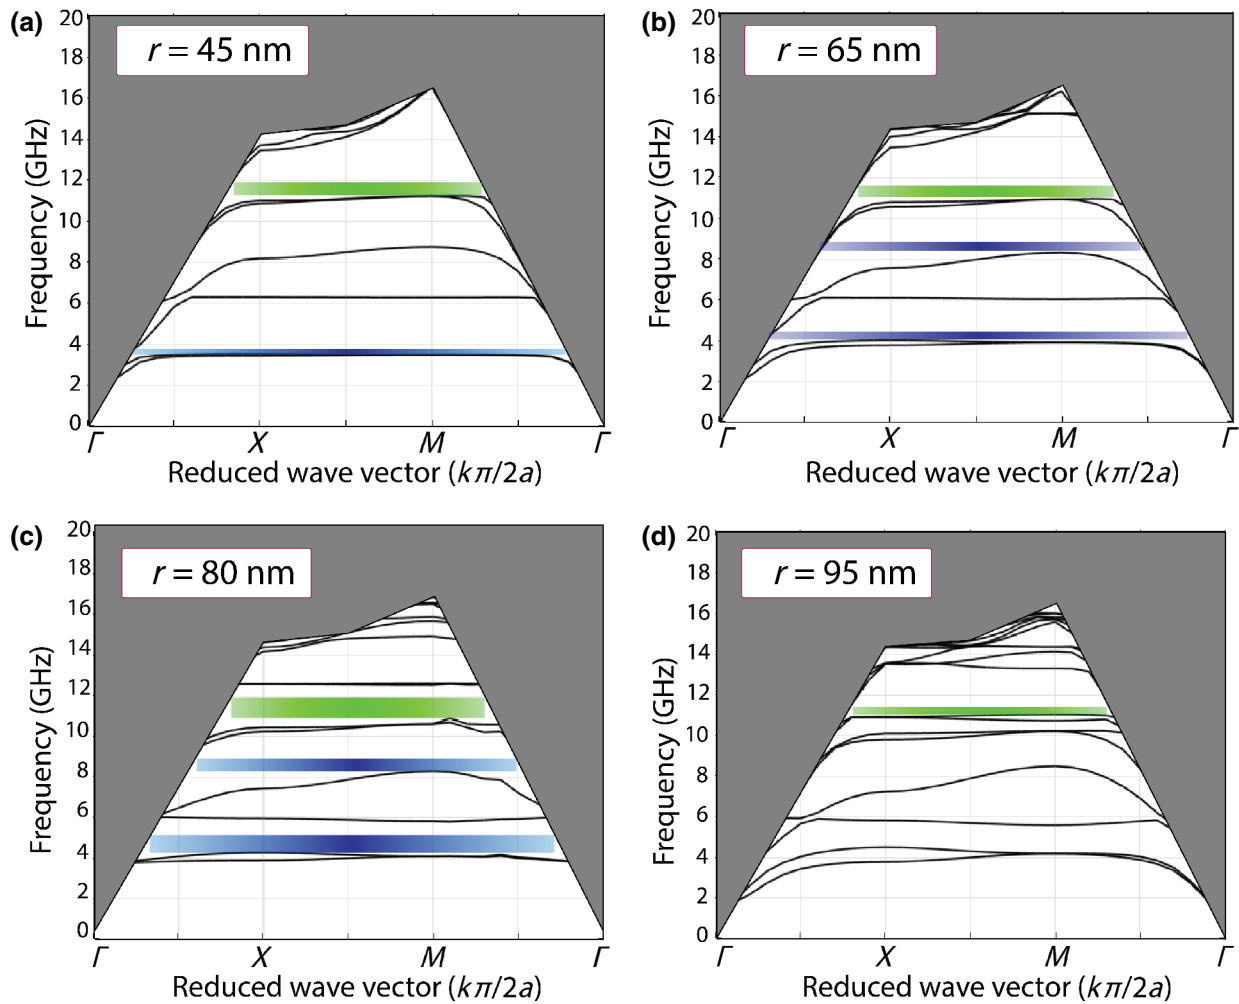 (a)
r = 45 nm
20
18
16
14
12
10
8
6
4
2
0
Frequency (GHz)
Γ X M Γ
Reduced wave vector (kπ/2a)
(b)
r = 65 nm
20
18
16
14
12
10
8
6
4
2
0
Frequency (GHz)
Γ X M Γ
Reduced wave vector (kπ/2a)
(c)
r = 80 nm
20
18
16
14
12
10
8
6
4
2
0
Frequency (GHz)
Γ X M Γ
Reduced wave vector (kπ/2a)
(d)
r = 95 nm
20
18
16
14
12
10
8
6
4
2
0
Frequency (GHz)
Γ X M Γ
Reduced wave vector (kπ/2a)